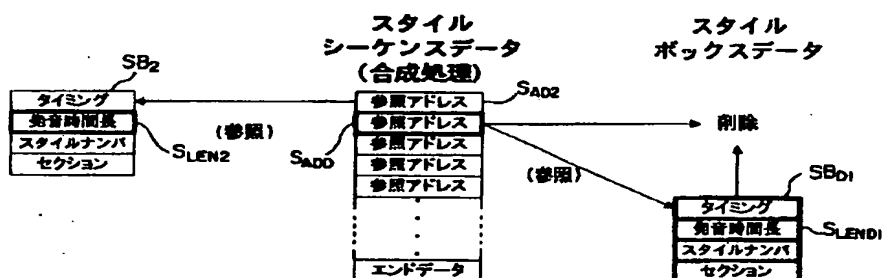 スタイル
シーケンスデータ
(合成処理)
スタイル
ボックスデータ
SB2
タイミング
発音時間長
スタイルナンバ
セクション
SLEN2
(参照)
SAD2
SADD
参照アドレス
参照アドレス
参照アドレス
参照アドレス
参照アドレス
エンドデータ
(参照)
削除
SBD1
タイミング
発音時間長
スタイルナンバ
セクション
SLEND1